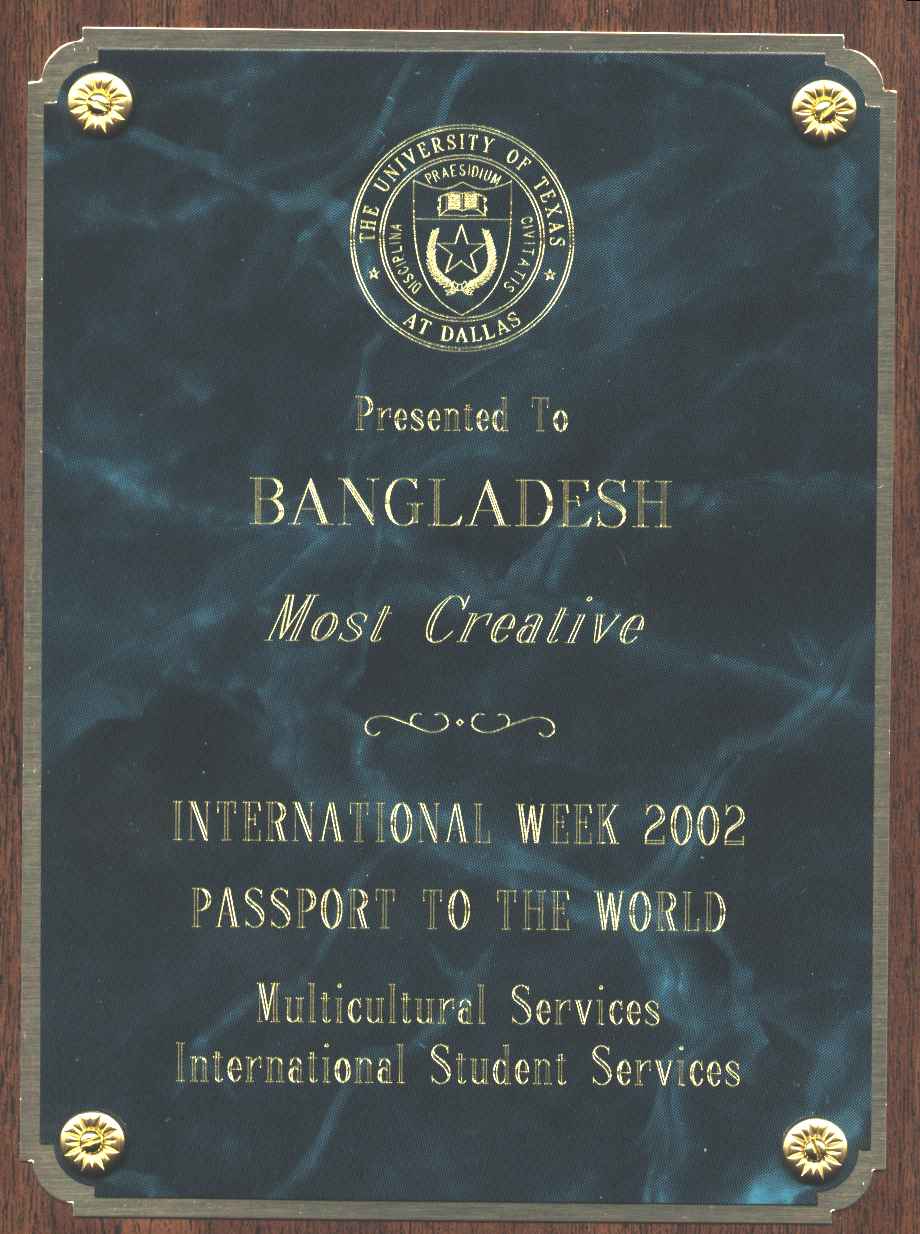 THE UNIVERSITY OF TEXAS
AT DALLAS
PRAESIDIUM
DISCIPLINA
CIVITATIS
Presented To
BANGLADESH
Most Creative
INTERNATIONAL WEEK 2002
PASSPORT TO THE WORLD
Multicultural Services
International Student Services